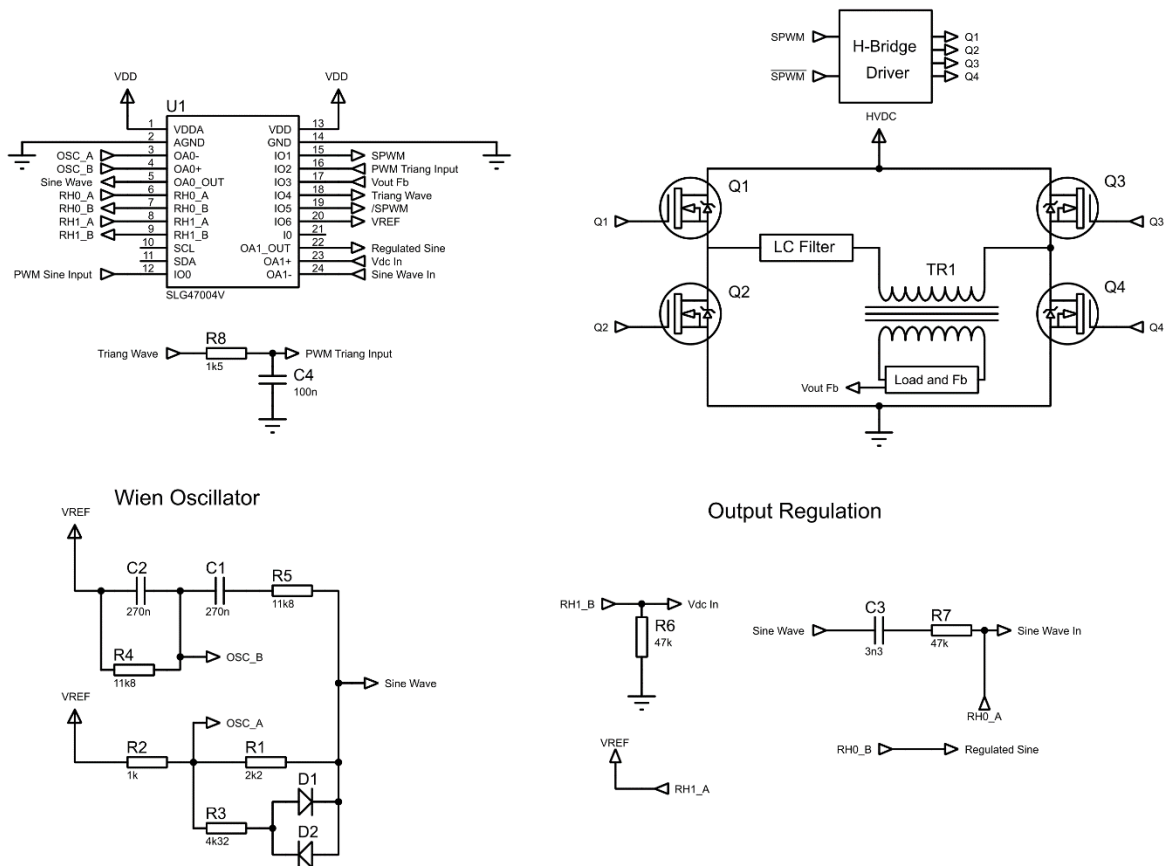 VDD
VDD
U1
1 VDDA VDD 13
2 AGND GND 14
OSC_A 3 OA0- IO1 15 SPWM
OSC_B 4 OA0+ IO2 16 PWM Triang Input
Sine Wave 5 OA0_OUT IO3 17 Vout Fb
RH0_A 6 RH0_A IO4 18 Triang Wave
RH0_B 7 RH0_B IO5 19 /SPWM
RH1_A 8 RH1_A IO6 20 VREF
RH1_B 9 RH1_B I0 21
10 SCL OA1_OUT 22 Regulated Sine
11 SDA OA1+ 23 Vdc In
PWM Sine Input 12 IO0 OA1- 24 Sine Wave In
SLG47004V
Triang Wave R8 PWM Triang Input
1k5
C4
100n
SPWM
SPWM
H-Bridge
Driver
Q1
Q2
Q3
Q4
HVDC
Q1
Q3
Q1
Q3
LC Filter
TR1
Q2
Q4
Q2
Q4
Vout Fb
Load and Fb
Wien Oscillator
VREF
C2
270n
C1
270n
R5
11k8
R4
11k8
OSC_B
Sine Wave
VREF
OSC_A
R2
1k
R1
2k2
R3
4k32
D1
D2
Output Regulation
RH1_B
Vdc In
R6
47k
VREF
RH1_A
Sine Wave
C3
3n3
R7
47k
Sine Wave In
RH0_A
RH0_B
Regulated Sine